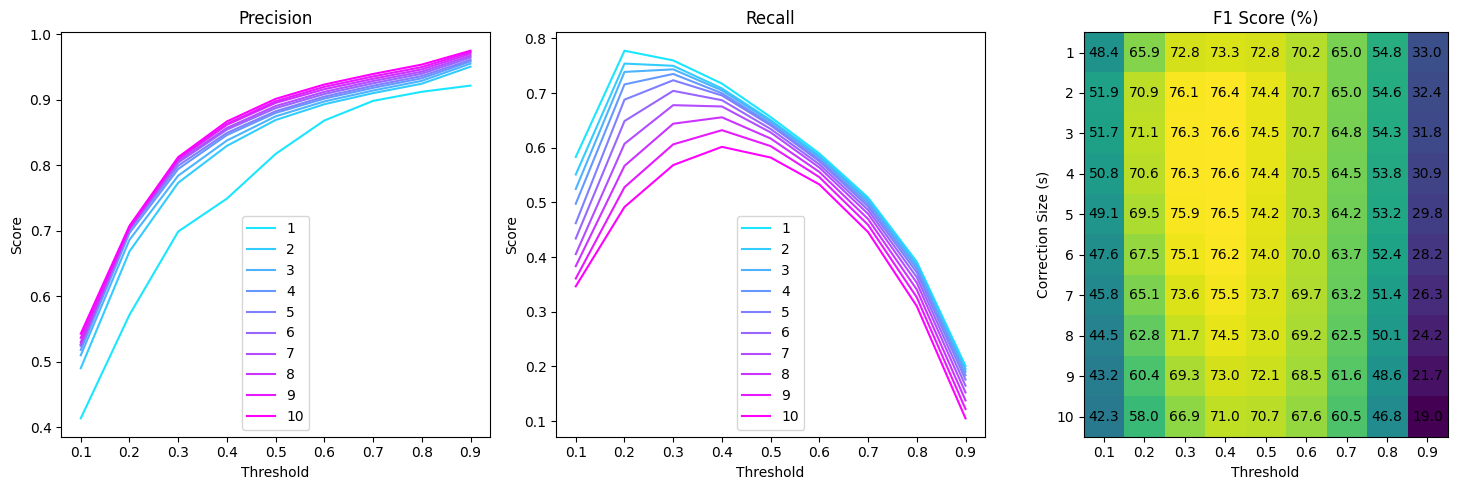 Precision
Score
1.0
0.9
0.8
0.7
0.6
0.5
0.4
0.1 0.2 0.3 0.4 0.5 0.6 0.7 0.8 0.9
Threshold
1
2
3
4
5
6
7
8
9
10
Recall
Score
0.8
0.7
0.6
0.5
0.4
0.3
0.2
0.1
0.1 0.2 0.3 0.4 0.5 0.6 0.7 0.8 0.9
Threshold
1
2
3
4
5
6
7
8
9
10
F1 Score (%)
Correction Size (s)
1 48.4 65.9 72.8 73.3 72.8 70.2 65.0 54.8 33.0
2 51.9 70.9 76.1 76.4 74.4 70.7 65.0 54.6 32.4
3 51.7 71.1 76.3 76.6 74.5 70.7 64.8 54.3 31.8
4 50.8 70.6 76.3 76.6 74.4 70.5 64.5 53.8 30.9
5 49.1 69.5 75.9 76.5 74.2 70.3 64.2 53.2 29.8
6 47.6 67.5 75.1 76.2 74.0 70.0 63.7 52.4 28.2
7 45.8 65.1 73.6 75.5 73.7 69.7 63.2 51.4 26.3
8 44.5 62.8 71.7 74.5 73.0 69.2 62.5 50.1 24.2
9 43.2 60.4 69.3 73.0 72.1 68.5 61.6 48.6 21.7
10 42.3 58.0 66.9 71.0 70.7 67.6 60.5 46.8 19.0
0.1 0.2 0.3 0.4 0.5 0.6 0.7 0.8 0.9
Threshold